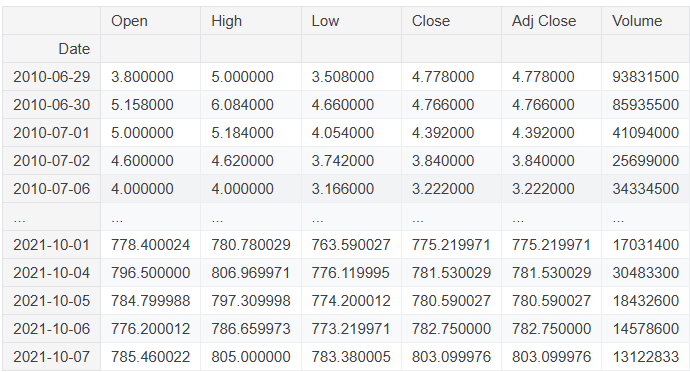 Open High Low Close Adj Close Volume
Date
2010-06-29 3.800000 5.000000 3.508000 4.778000 4.778000 93831500
2010-06-30 5.158000 6.084000 4.660000 4.766000 4.766000 85935500
2010-07-01 5.000000 5.184000 4.054000 4.392000 4.392000 41094000
2010-07-02 4.600000 4.620000 3.742000 3.840000 3.840000 25699000
2010-07-06 4.000000 4.000000 3.166000 3.222000 3.222000 34334500
... ... ... ... ... ... ...
2021-10-01 778.400024 780.780029 763.590027 775.219971 775.219971 17031400
2021-10-04 796.500000 806.969971 776.119995 781.530029 781.530029 30483300
2021-10-05 784.799988 797.309998 774.200012 780.590027 780.590027 18432600
2021-10-06 776.200012 786.659973 773.219971 782.750000 782.750000 14578600
2021-10-07 785.460022 805.000000 783.380005 803.099976 803.099976 13122833